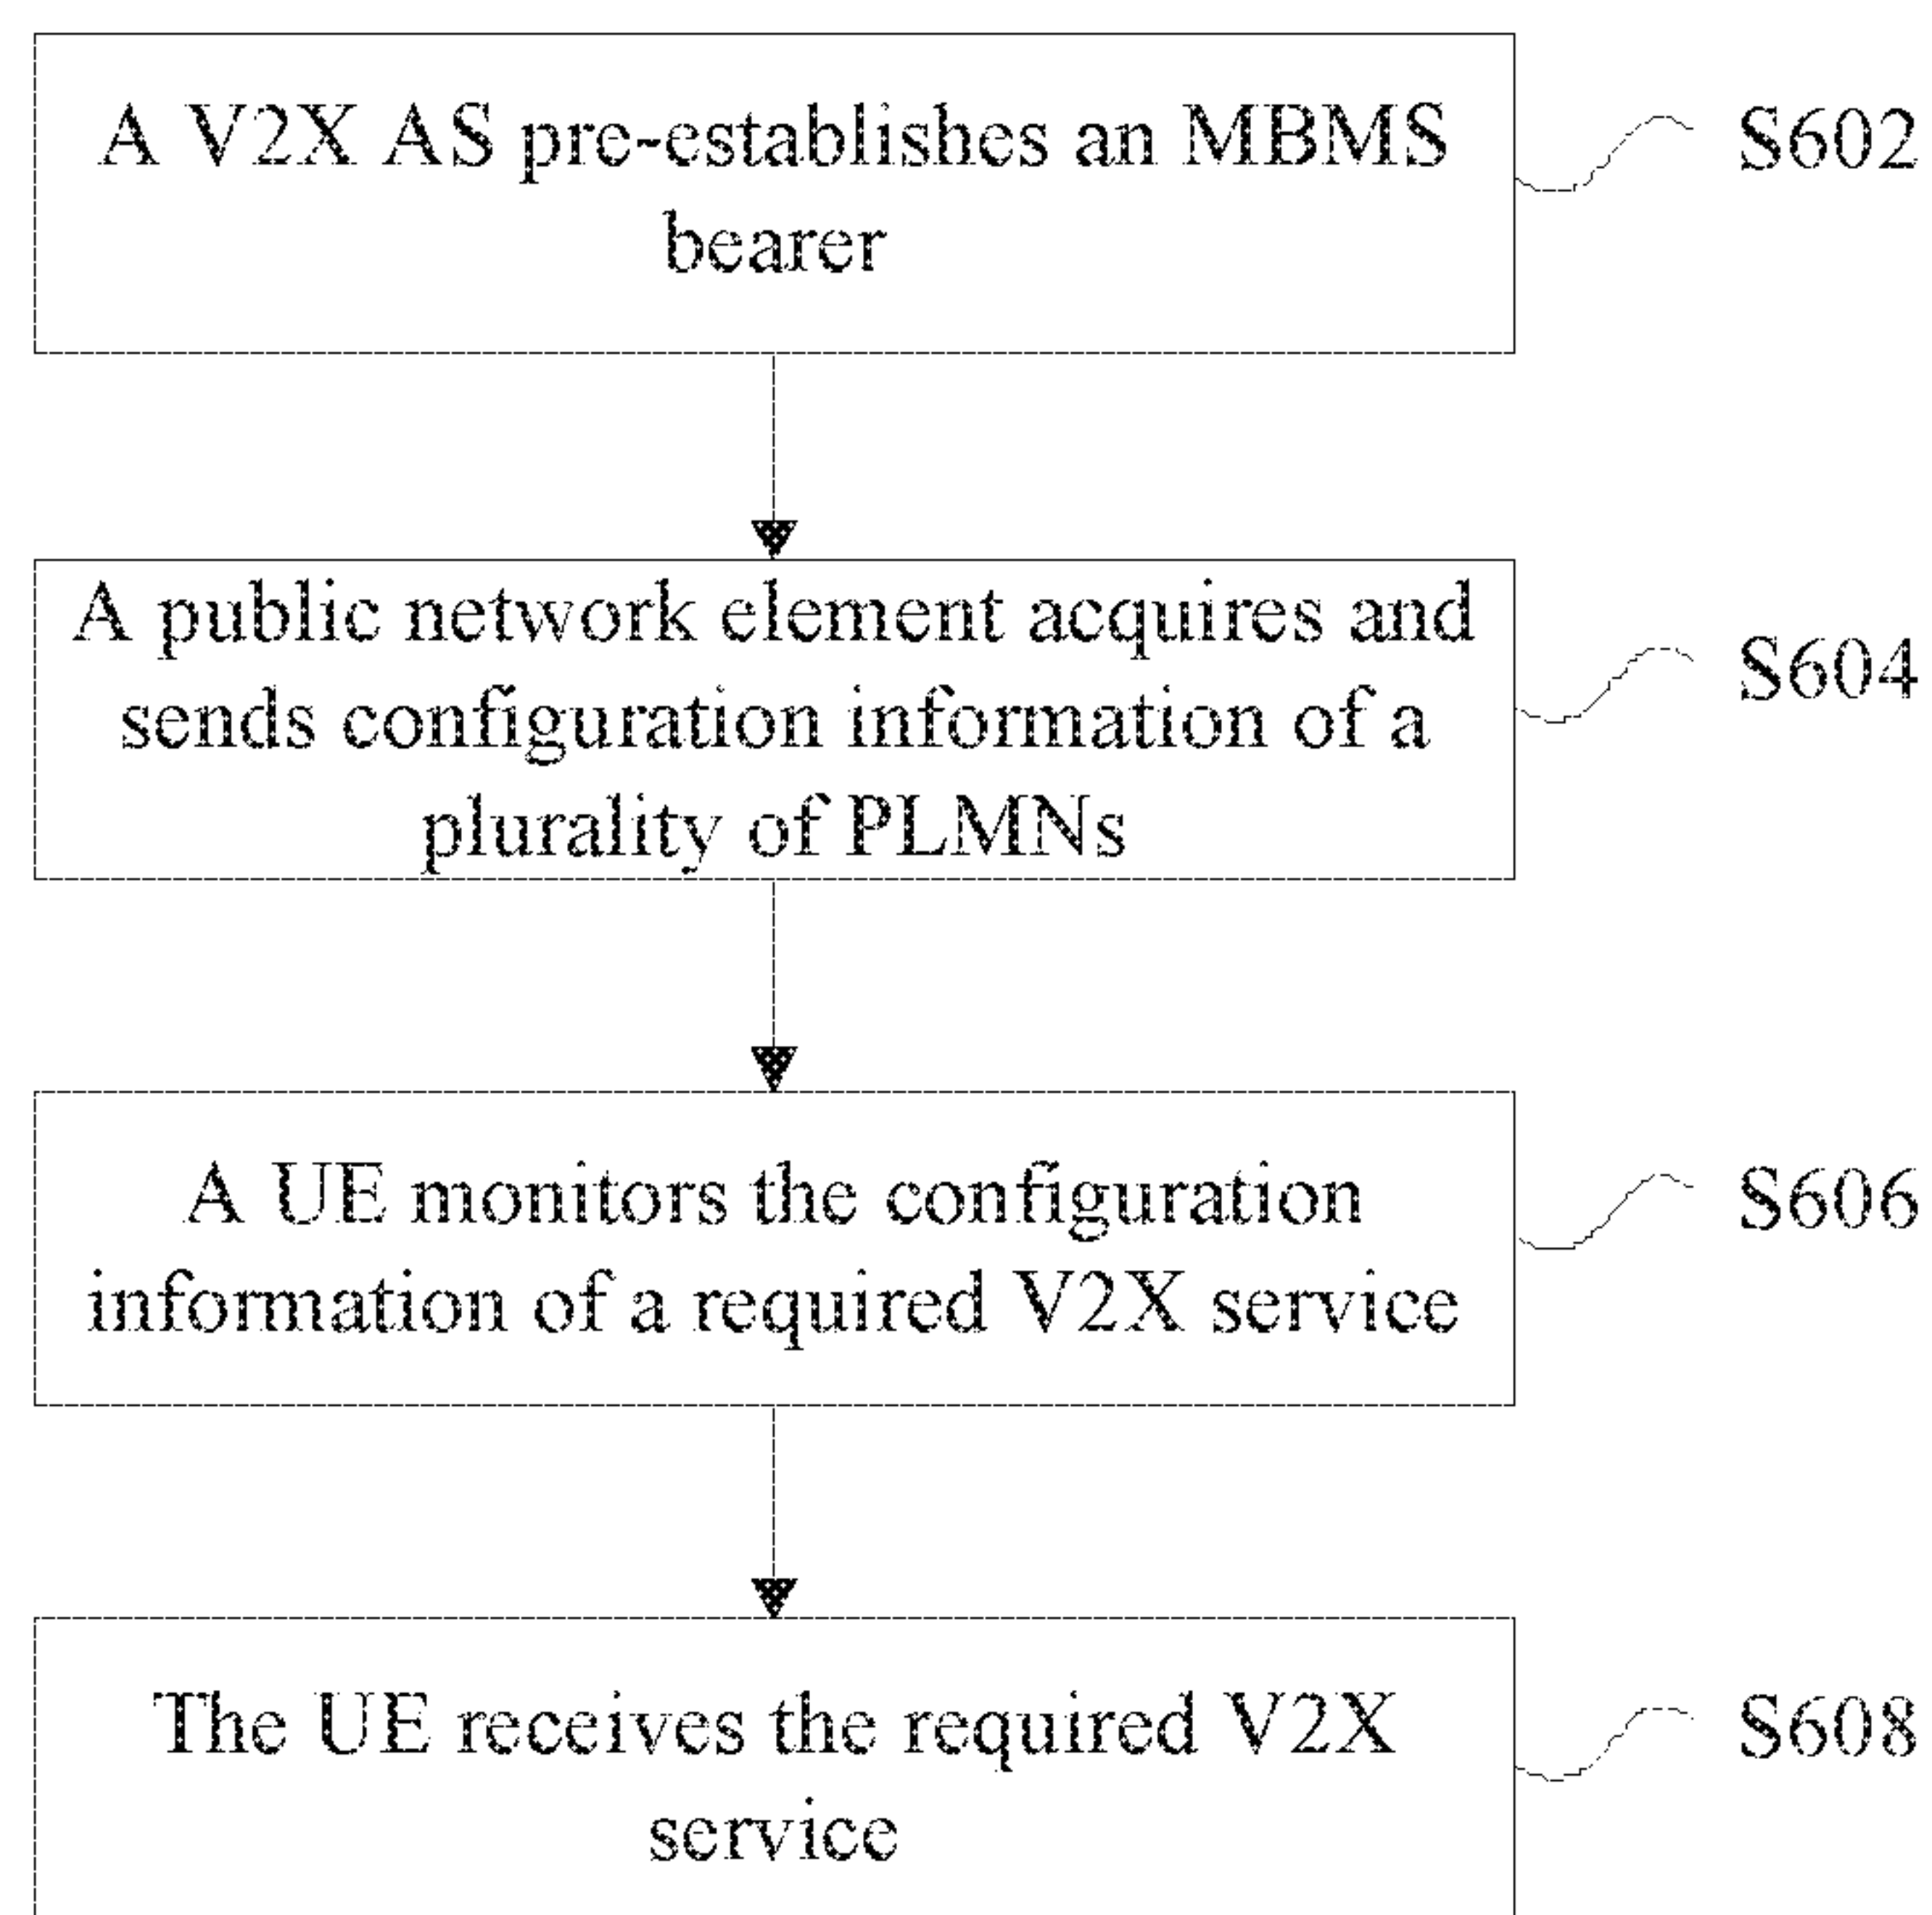 A V2X AS pre-establishes an MBMS
bearer
S602
A public network element acquires and
sends configuration information of a
plurality of PLMNs
S604
A UE monitors the configuration
information of a required V2X service
S606
The UE receives the required V2X
service
S608